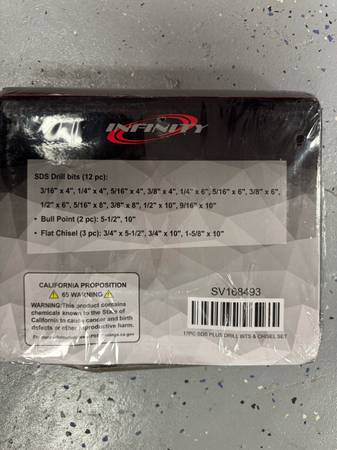 INFINITY
SDS Drill bits (12 pc):
3/16" x 4", 1/4" x 4", 5/16" x 4", 3/8" x 4", 1/4" x 6", 5/16" x 6", 3/8" x 6",
1/2" x 6", 5/16" x 8", 3/8" x 8", 1/2" x 10", 9/16" x 10"
• Bull Point (2 pc): 5-1/2", 10"
• Flat Chisel (3 pc): 3/4" x 5-1/2", 3/4" x 10", 1-5/8" x 10"
CALIFORNIA PROPOSITION
65 WARNING
WARNING: This product contains
chemicals known to the State of
California to cause cancer and birth
defects or other reproductive harm.
For more information
SV168493
17PC SDS PLUS DRILL BITS & CHISEL SET